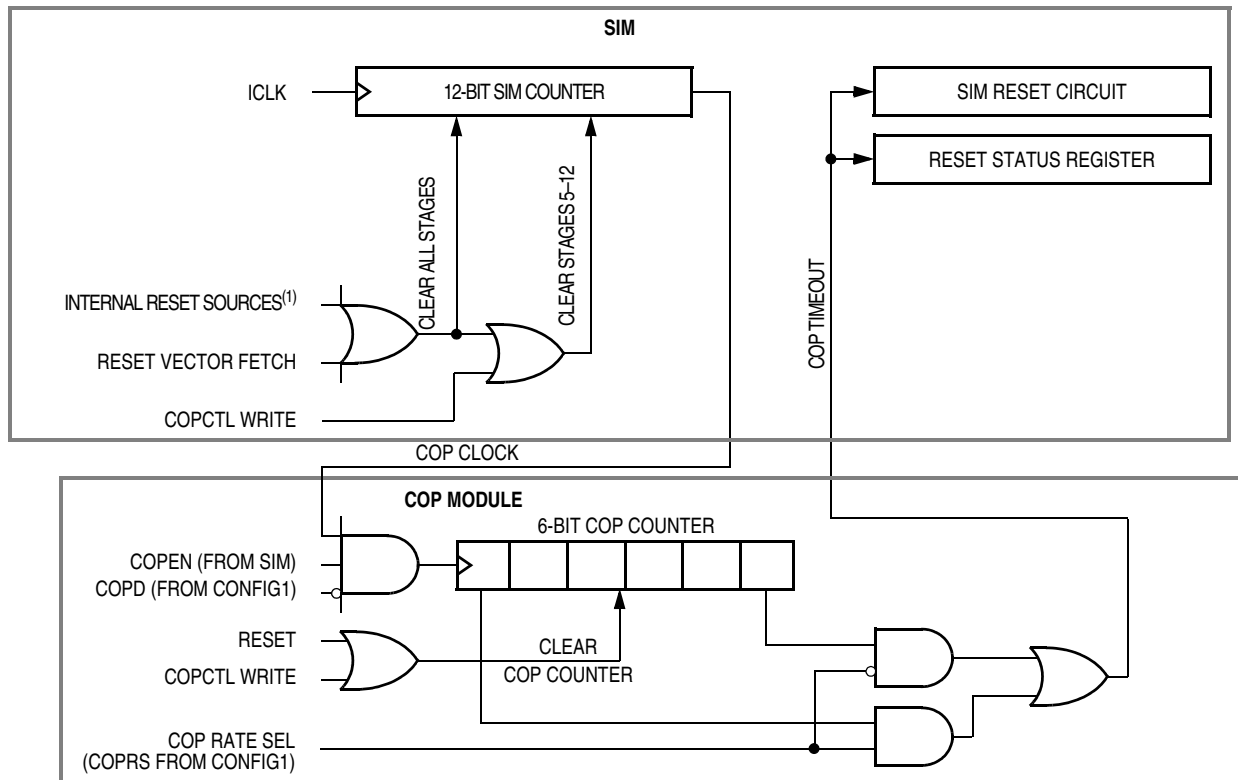 SIM
ICLK
12-BIT SIM COUNTER
SIM RESET CIRCUIT
RESET STATUS REGISTER
CLEAR ALL STAGES
CLEAR STAGES 5–12
COP TIMEOUT
INTERNAL RESET SOURCES(1)
RESET VECTOR FETCH
COPCTL WRITE
COP CLOCK
COP MODULE
6-BIT COP COUNTER
COPEN (FROM SIM)
COPD (FROM CONFIG1)
RESET
COPCTL WRITE
CLEAR
COP COUNTER
COP RATE SEL
(COPRS FROM CONFIG1)